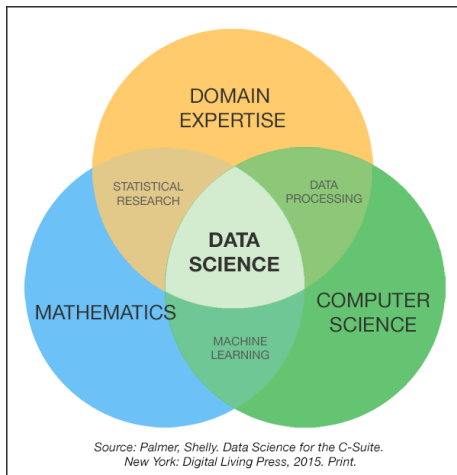 DOMAIN
EXPERTISE
STATISTICAL
RESEARCH
DATA
PROCESSING
DATA
SCIENCE
MATHEMATICS
COMPUTER
SCIENCE
MACHINE
LEARNING
Source: Palmer, Shelly. Data Science for the C-Suite.
New York: Digital Living Press, 2015. Print.